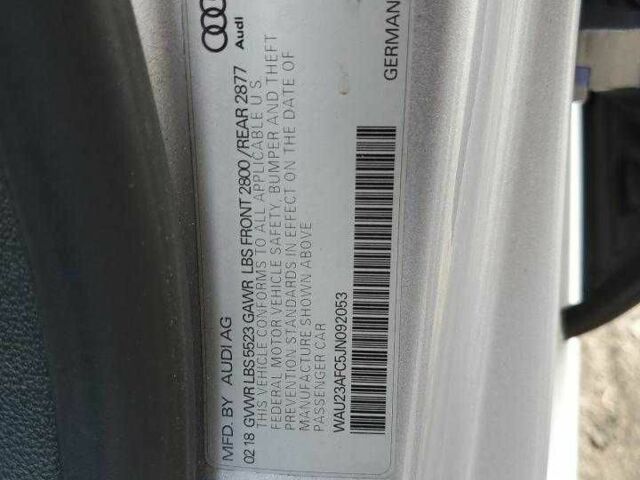 Audi
MFD. BY AUDI AG
02 18 GVWR LBS 5523 GAWR LBS FRONT 2800 / REAR 2877
THIS VEHICLE CONFORMS TO ALL APPLICABLE U S
FEDERAL MOTOR VEHICLE SAFETY, BUMPER AND THEFT
PREVENTION STANDARDS IN EFFECT ON THE DATE OF
MANUFACTURE SHOWN ABOVE
PASSENGER CAR
WAU23AFC5JN092053
GERMAN